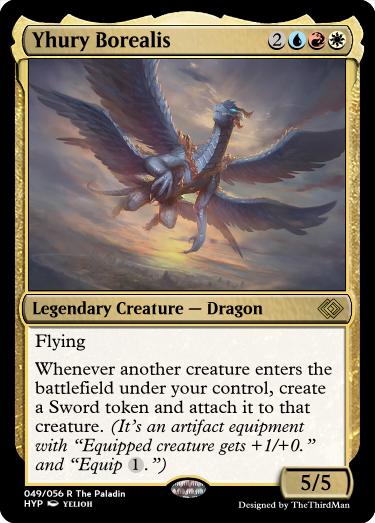 Yhury Borealis 2
Legendary Creature — Dragon
Flying
Whenever another creature enters the
battlefield under your control, create
a Sword token and attach it to that
creature. (It's an artifact equipment
with “Equipped creature gets +1/+0.”
and “Equip 1.”)
5/5
049/056 R The Paladin
HYP YELIOH
Designed by TheThirdMan